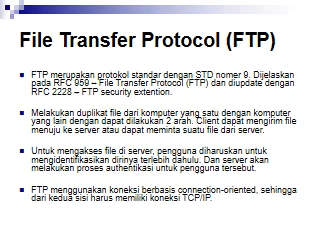 File Transfer Protocol (FTP)
FTP merupakan protokol standar dengan STD nomer 9. Dijelaskan
pada RFC 959 – File Transfer Protocol (FTP) dan diupdate dengan
RFC 2228 – FTP security extention.
Melakukan duplikat file dari komputer yang satu dengan komputer
yang lain dengan dapat dilakukan 2 arah. Client dapat mengirim file
menuju ke server atau dapat meminta suatu file dari server.
Untuk mengakses file di server, pengguna diharuskan untuk
mengidentifikasikan dirinya terlebih dahulu. Dan server akan
melakukan proses authentikasi untuk pengguna tersebut.
FTP menggunakan koneksi berbasis connection-oriented, sehingga
dari kedua sisi harus memiliki koneksi TCP/IP.